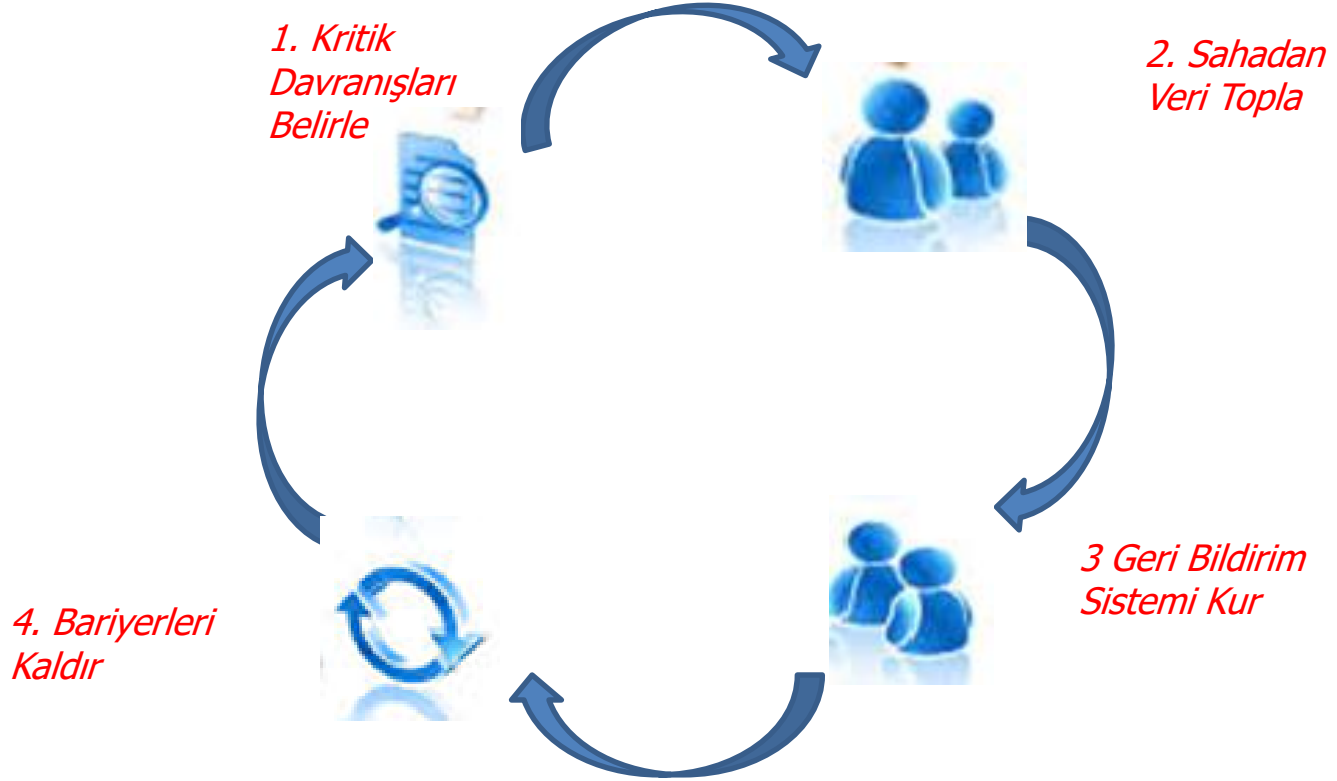 1. Kritik
Davranışları
Belirle
2. Sahadan
Veri Topla
3 Geri Bildirim
Sistemi Kur
4. Bariyerleri
Kaldır